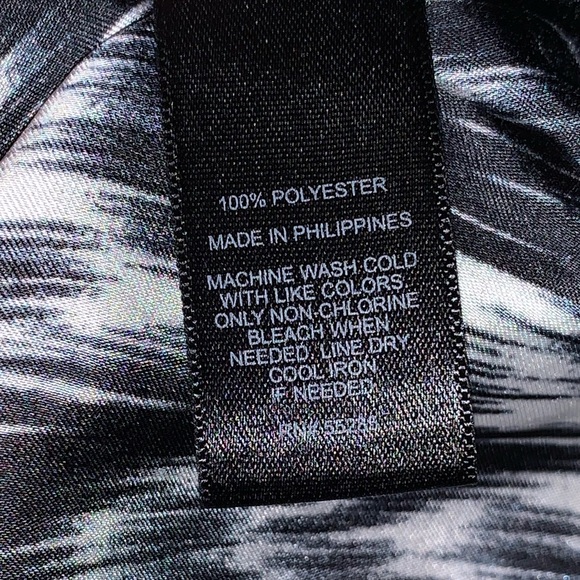 100% POLYESTER
MADE IN PHILIPPINES
MACHINE WASH COLD
WITH LIKE COLORS.
ONLY NON-CHLORINE
BLEACH WHEN
NEEDED. LINE DRY
COOL IRON
IF NEEDED
RN# 55285